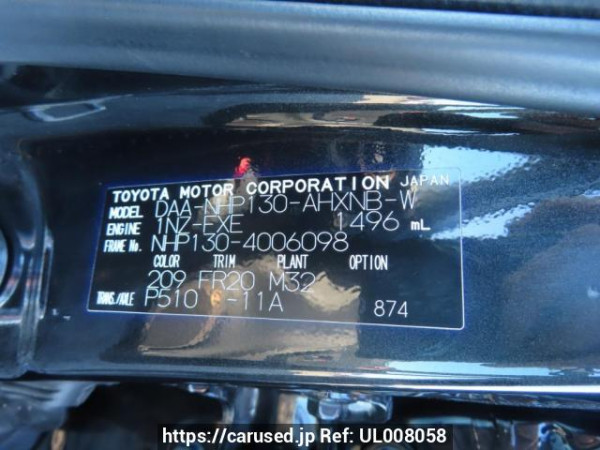 TOYOTA MOTOR CORPORATION JAPAN
MODEL DAA-NHP130-AHXNB-W
ENGINE 1NZ-EXE 1496 mL
FRAME No. NHP130-4006098
COLOR TRIM PLANT OPTION
209 FR20 M32
TRANS./AXLE P510 -11A
874
https://carused.jp Ref: UL008058